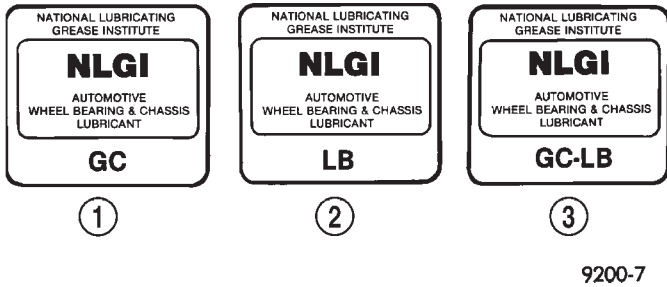 NATIONAL LUBRICATING
GREASE INSTITUTE
NLGI
AUTOMOTIVE
WHEEL BEARING & CHASSIS
LUBRICANT
GC
1
NATIONAL LUBRICATING
GREASE INSTITUTE
NLGI
AUTOMOTIVE
WHEEL BEARING & CHASSIS
LUBRICANT
LB
2
NATIONAL LUBRICATING
GREASE INSTITUTE
NLGI
AUTOMOTIVE
WHEEL BEARING & CHASSIS
LUBRICANT
GC-LB
3
9200-7